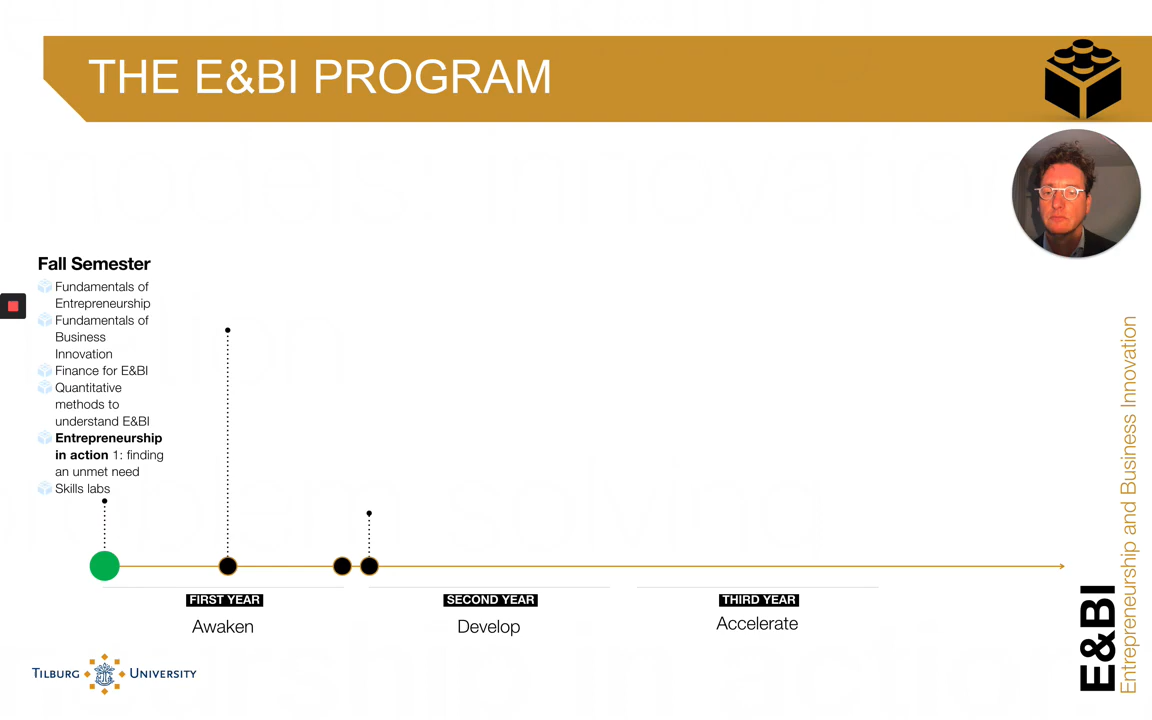 THE E&BI PROGRAM
Fall Semester
Fundamentals of
Entrepreneurship
Fundamentals of
Business
Innovation
Finance for E&BI
Quantitative
methods to
understand E&BI
Entrepreneurship
in action 1: finding
an unmet need
Skills labs
FIRST YEAR
Awaken
SECOND YEAR
Develop
THIRD YEAR
Accelerate
TILBURG UNIVERSITY
E&BI
Entrepreneurship and Business Innovation